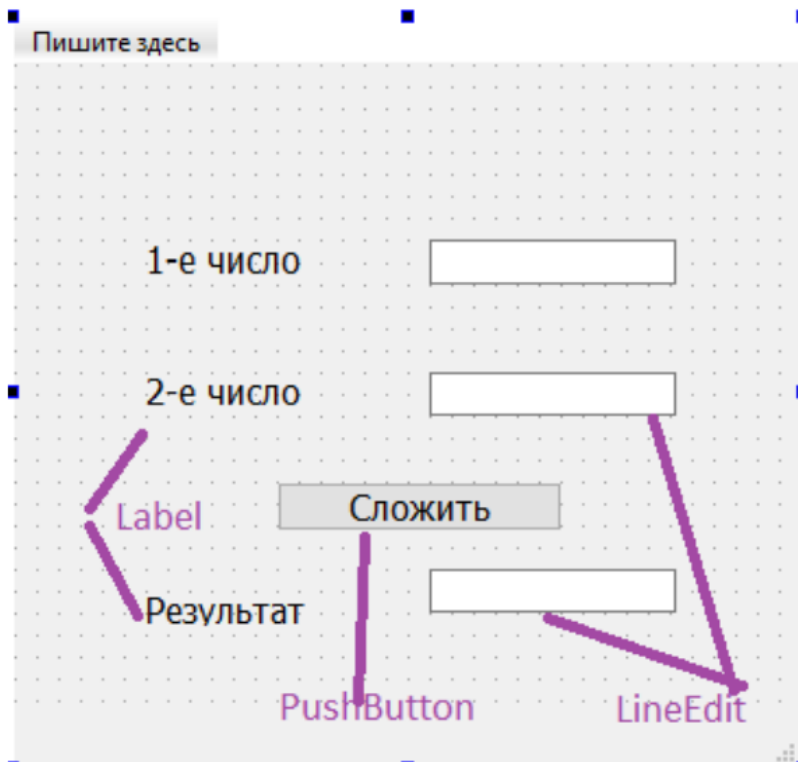 Пишите здесь
1-е число
2-е число
Label
Сложить
Результат
PushButton
LineEdit